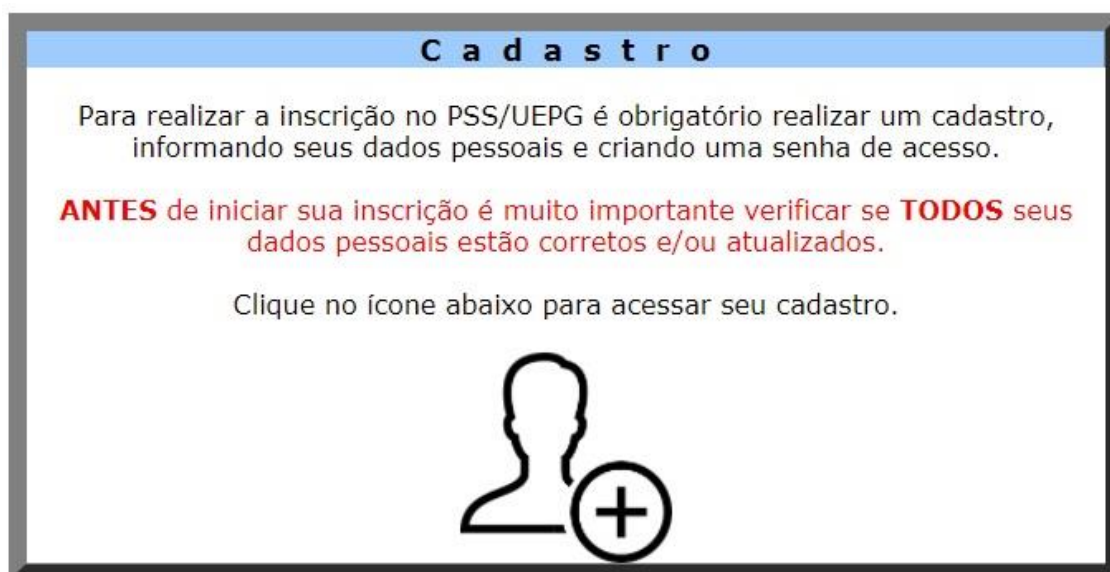 Cadastro
Para realizar a inscrição no PSS/UEPG é obrigatório realizar um cadastro,
informando seus dados pessoais e criando uma senha de acesso.
ANTES de iniciar sua inscrição é muito importante verificar se TODOS seus
dados pessoais estão corretos e/ou atualizados.
Clique no ícone abaixo para acessar seu cadastro.